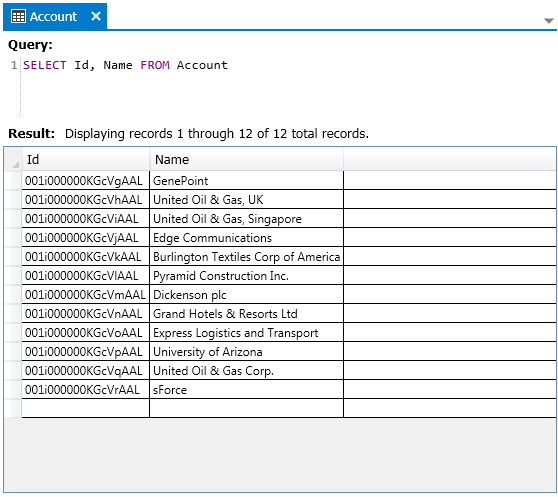 Account
Query:
1 SELECT Id, Name FROM Account
Result: Displaying records 1 through 12 of 12 total records.
Id Name
001i000000KGcVgAAL GenePoint
001i000000KGcVhAAL United Oil & Gas, UK
001i000000KGcViAAL United Oil & Gas, Singapore
001i000000KGcVjAAL Edge Communications
001i000000KGcVkAAL Burlington Textiles Corp of America
001i000000KGcVlAAL Pyramid Construction Inc.
001i000000KGcVmAAL Dickenson plc
001i000000KGcVnAAL Grand Hotels & Resorts Ltd
001i000000KGcVoAAL Express Logistics and Transport
001i000000KGcVpAAL University of Arizona
001i000000KGcVqAAL United Oil & Gas Corp.
001i000000KGcVrAAL sForce